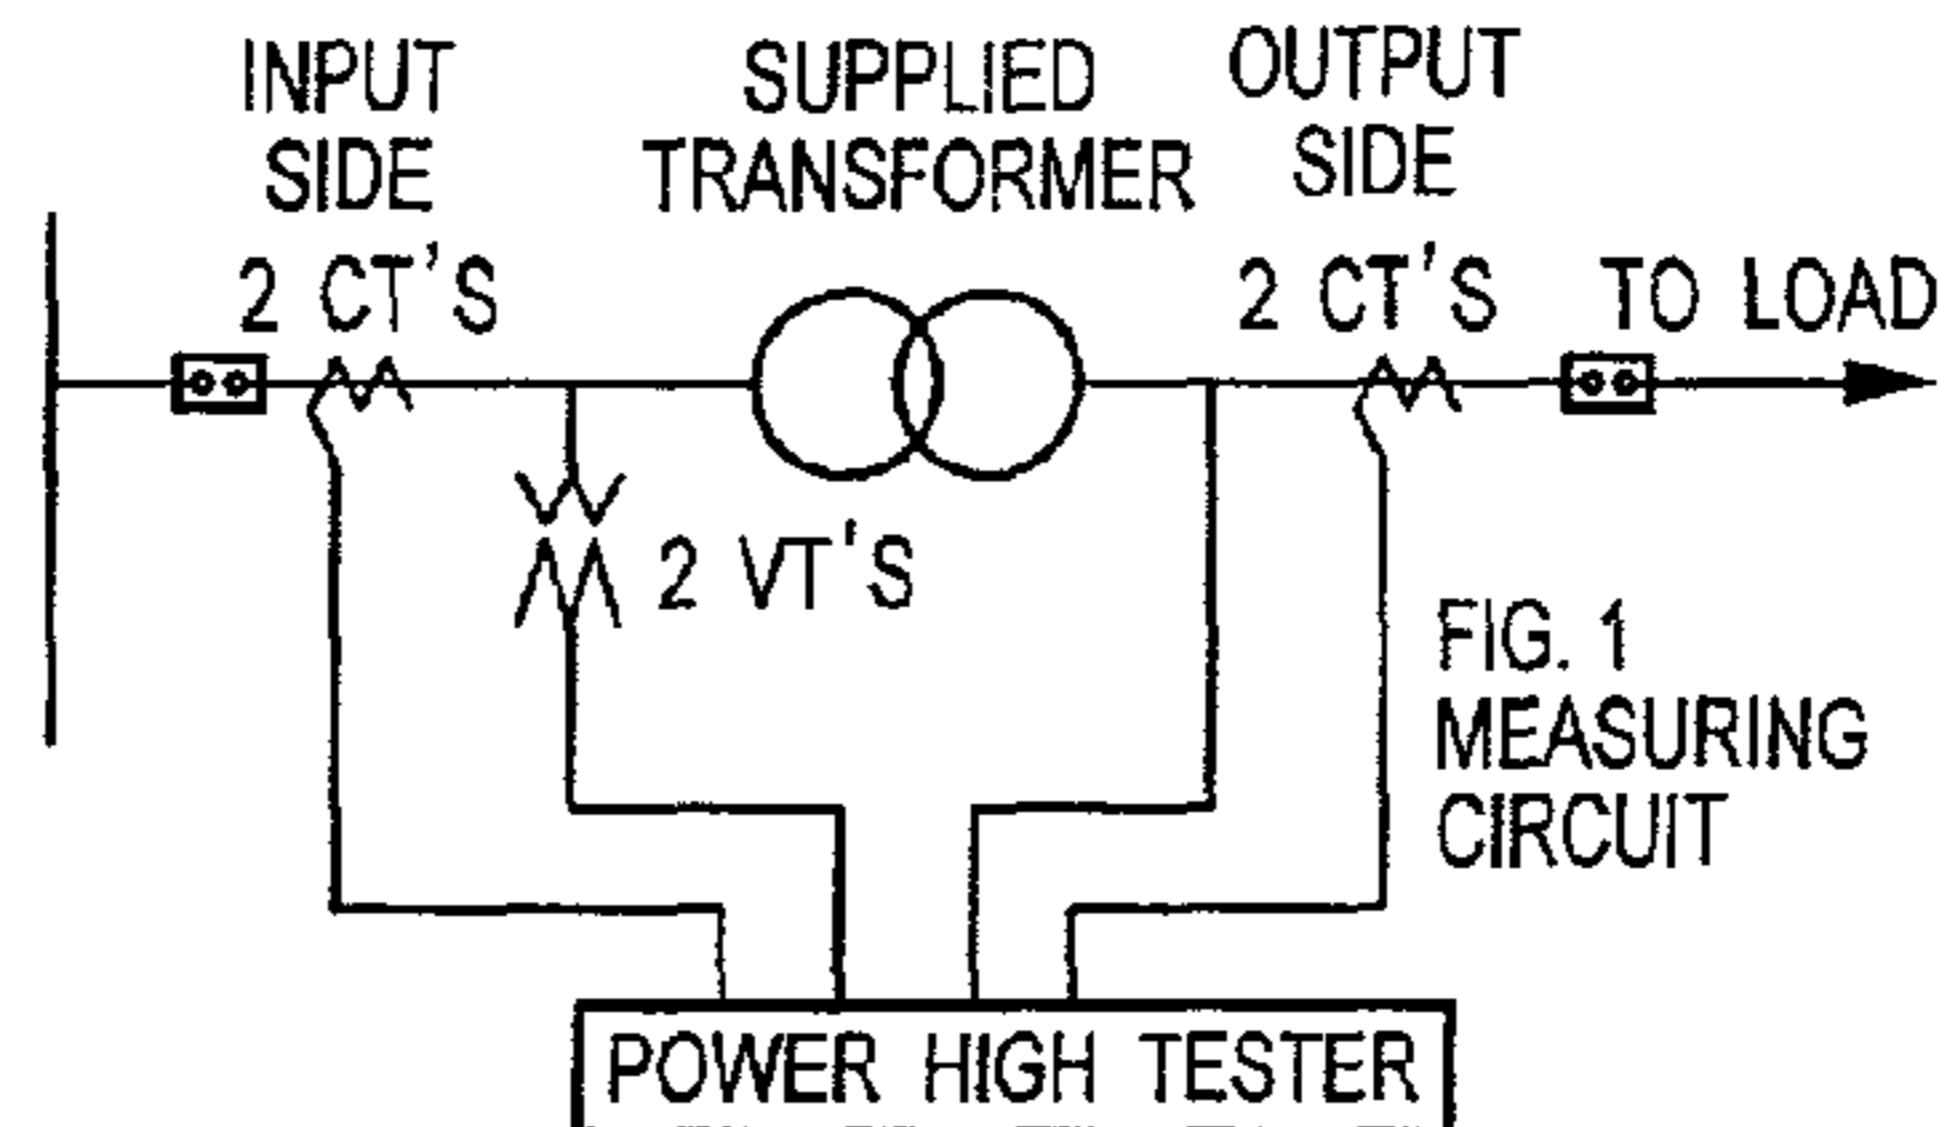 INPUT
SIDE
SUPPLIED
TRANSFORMER
OUTPUT
SIDE
2 CT'S
2 CT'S
TO LOAD
2 VT'S
FIG. 1
MEASURING
CIRCUIT
POWER HIGH TESTER